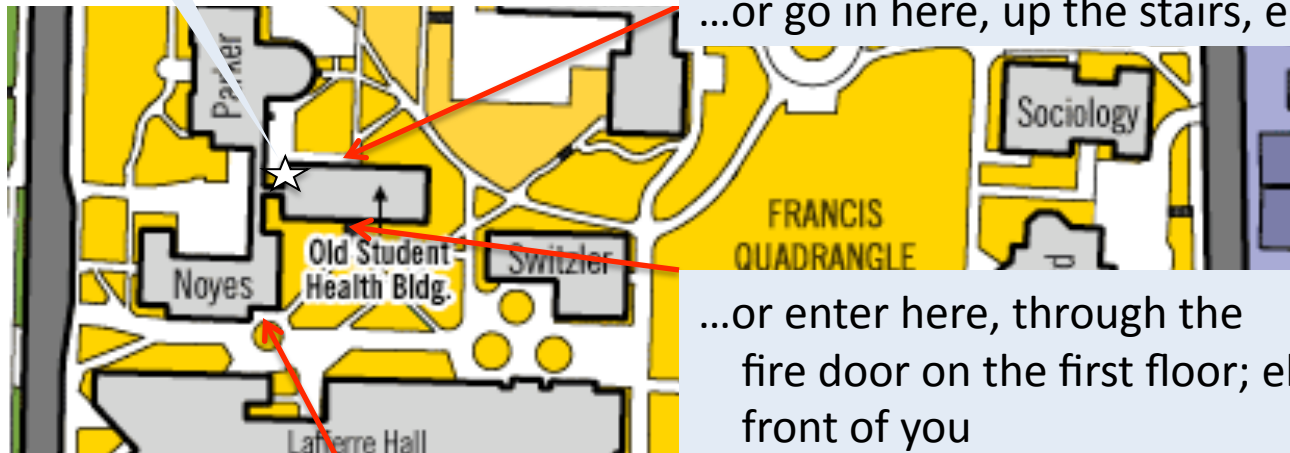 ...or go in here, up the stairs, e
Parker
Sociology
FRANCIS
QUADRANGLE
Old Student
Health Bldg.
Switzler
Noyes
...or enter here, through the
fire door on the first floor; el
front of you
Lafferre Hall